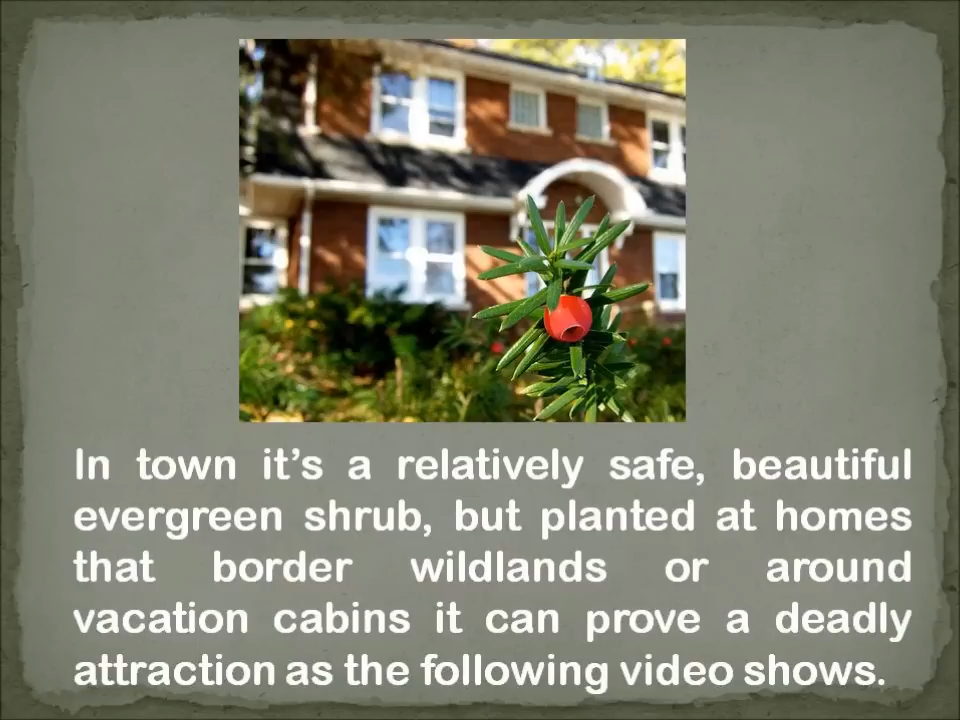 In town it’s a relatively safe, beautiful
evergreen shrub, but planted at homes
that border wildlands or around
vacation cabins it can prove a deadly
attraction as the following video shows.